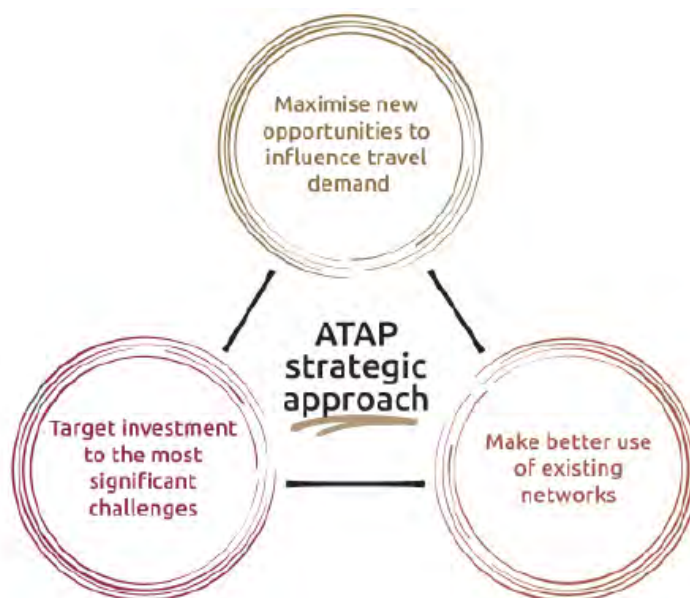 Maximise new
opportunities to
influence travel
demand
ATAP
strategic
approach
Target investment
to the most
significant
challenges
Make better use
of existing
networks